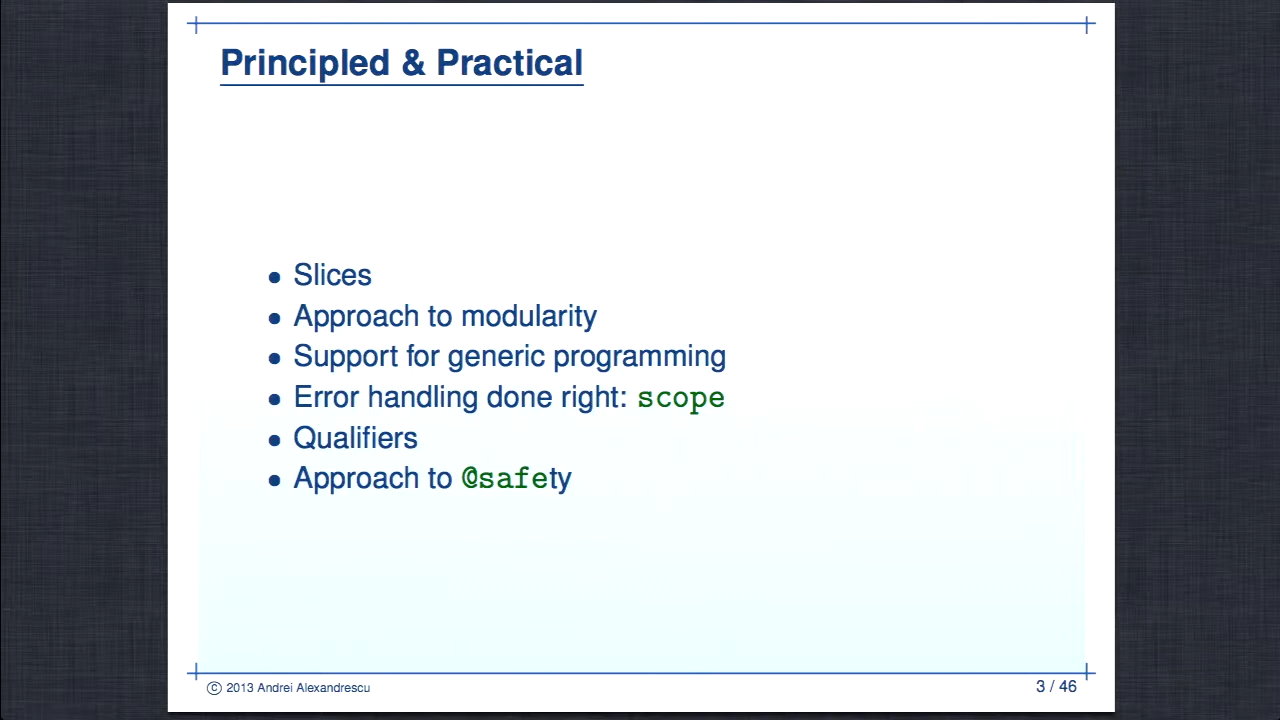 Principled & Practical
● Slices
● Approach to modularity
● Support for generic programming
● Error handling done right: scope
● Qualifiers
● Approach to @safety
© 2013 Andrei Alexandrescu
3 / 46